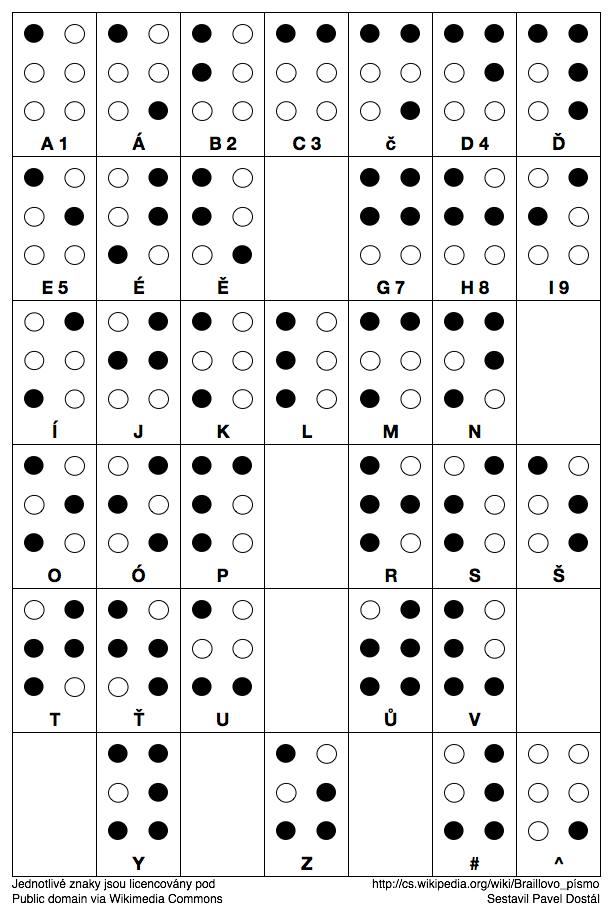 A 1 Á B 2 C 3 č D 4 Ď
E 5 É Ě G 7 H 8 I 9
Í J K L M N
O Ó P R S Š
T Ť U Ů V
Y Z # ^
Jednotlivé znaky jsou licencovány pod http://cs.wikipedia.org/wiki/Braillovo_písmo
Public domain via Wikimedia Commons Sestavil Pavel Dostál